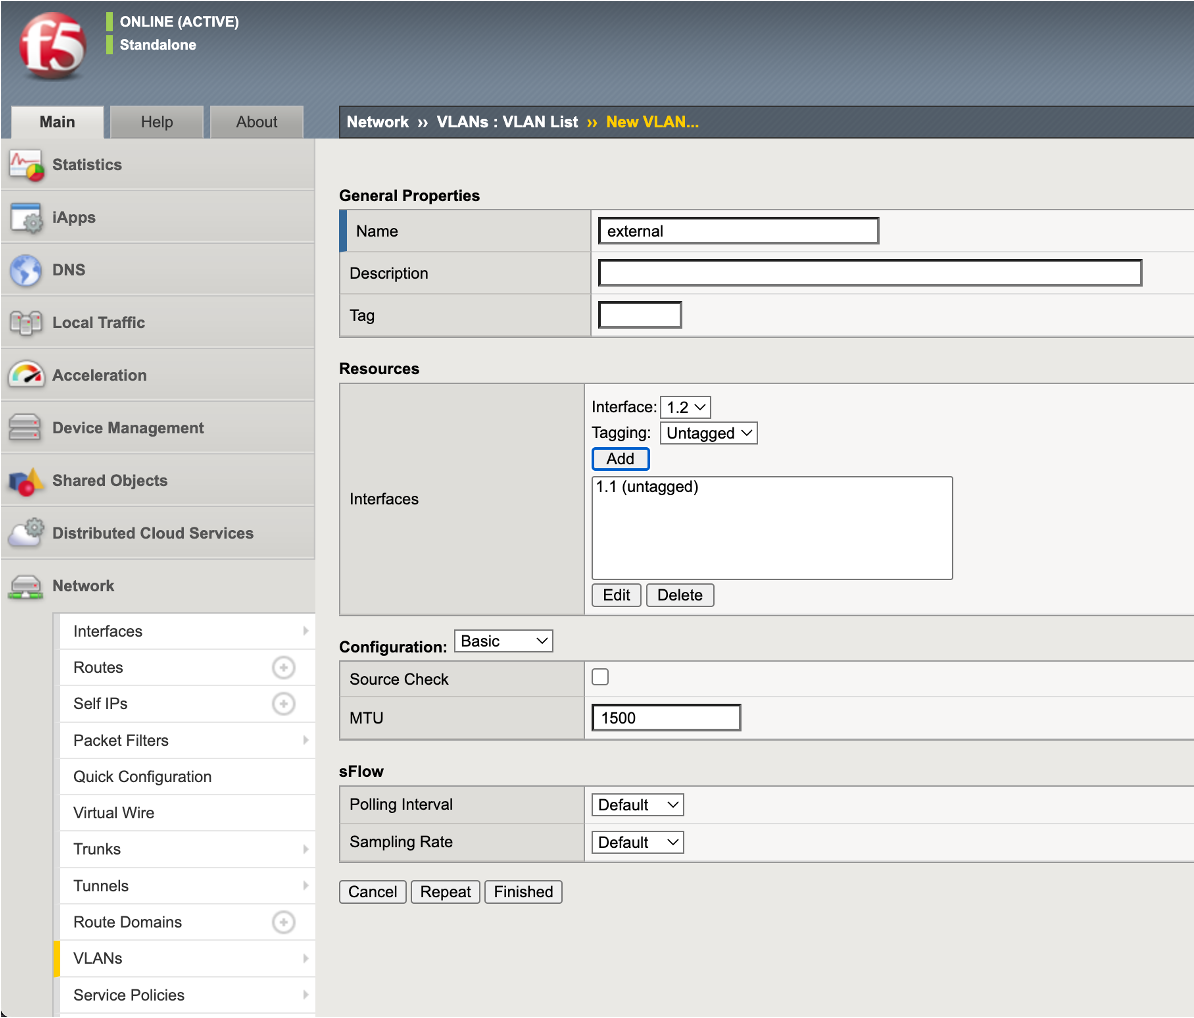 f5
ONLINE (ACTIVE)
Standalone
Main
Help
About
Network ›› VLANs : VLAN List ›› New VLAN...
Statistics
iApps
DNS
Local Traffic
Acceleration
Device Management
Shared Objects
Distributed Cloud Services
Network
Interfaces
Routes
Self IPs
Packet Filters
Quick Configuration
Virtual Wire
Trunks
Tunnels
Route Domains
VLANs
Service Policies
General Properties
Name external
Description
Tag
Resources
Interfaces
Interface: 1.2
Tagging: Untagged
Add
1.1 (untagged)
Edit Delete
Configuration: Basic
Source Check
MTU 1500
sFlow
Polling Interval Default
Sampling Rate Default
Cancel Repeat Finished